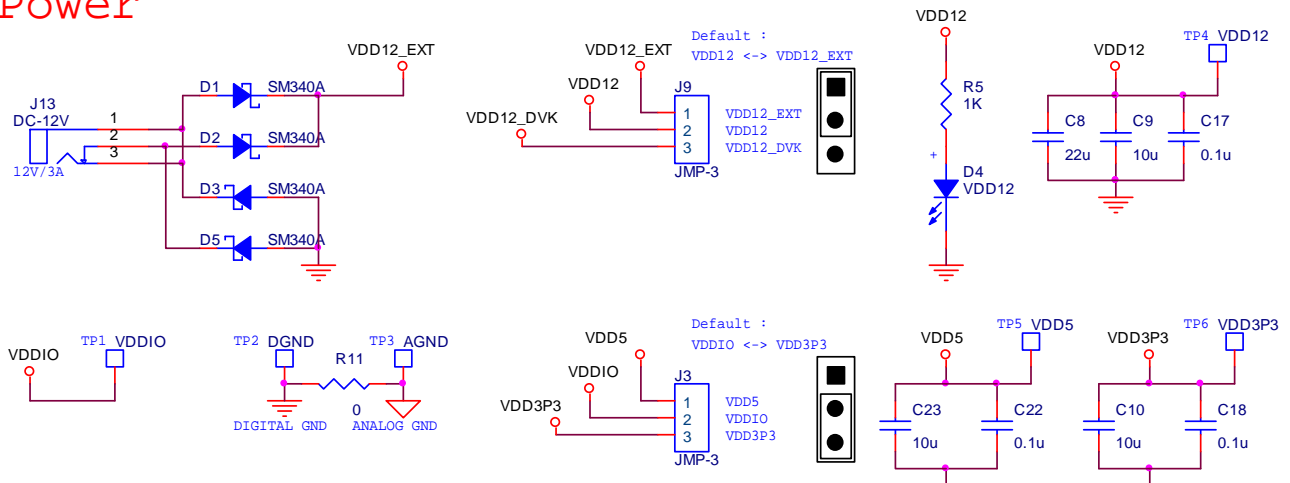 Power
J13
DC-12V
1
2
3
12V/3A
D1
SM340A
D2
SM340A
D3
SM340A
D5
SM340A
VDD12_EXT
VDD12_EXT
VDD12
VDD12_DVK
J9
1
2
3
JMP-3
VDD12_EXT
VDD12
VDD12_DVK
Default :
VDD12 <-> VDD12_EXT
VDD12
R5
1K
+
D4
VDD12
VDD12
TP4 VDD12
C8
22u
C9
10u
C17
0.1u
VDDIO
TP1 VDDIO
TP2 DGND
TP3 AGND
R11
0
DIGITAL GND
ANALOG GND
VDD5
VDDIO
VDD3P3
J3
1
2
3
JMP-3
VDD5
VDDIO
VDD3P3
Default :
VDDIO <-> VDD3P3
VDD5
TP5 VDD5
C23
10u
C22
0.1u
VDD3P3
TP6 VDD3P3
C10
10u
C18
0.1u